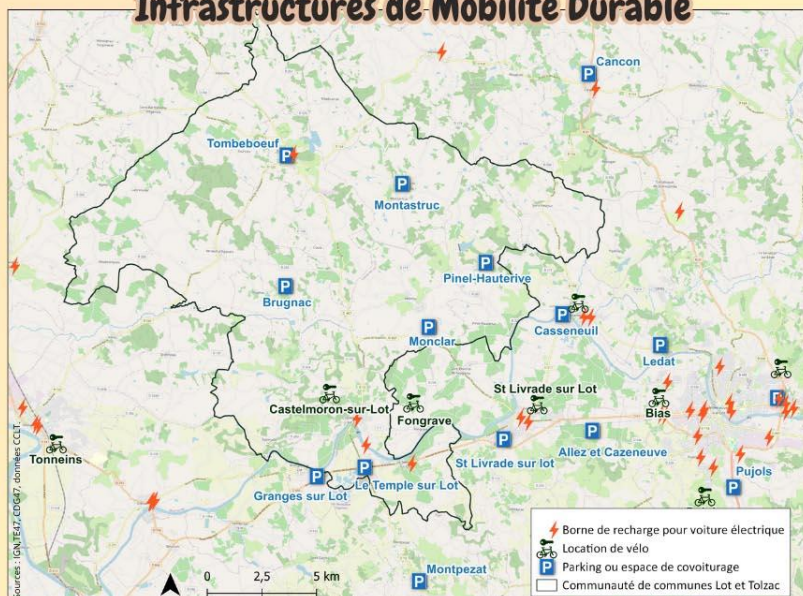 Infrastructures de Mobilité Durable
P Cancon
Tombeboeuf P
P
Montastruc
P
Pinel-Hauterive
P
Brugnac
P
Monclar
P
Casseneuil
P
Ledat
St Livrade sur Lot
Castelmoron-sur-Lot
Fongrave
Bias
P
Tonneins
P
St Livrade sur lot
P
Allez et Cazeneuve
P
Granges sur Lot
P
Le Temple sur Lot
P
Pujols
P
Montpezat
0 2,5 5 km
Borne de recharge pour voiture électrique
Location de vélo
P Parking ou espace de covoiturage
Communauté de communes Lot et Tolzac
Sources : IGN,TE47, CDG47, données CCLT.